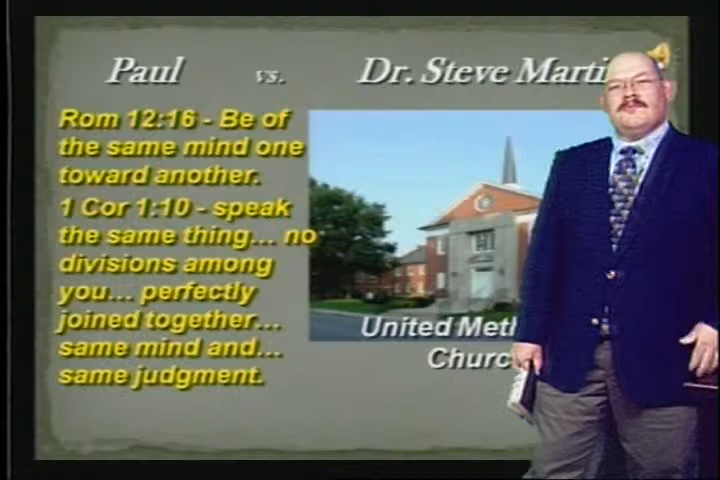 Paul vs. Dr. Steve Marti
Rom 12:16 - Be of
the same mind one
toward another.
1 Cor 1:10 - speak
the same thing... no
divisions among
you... perfectly
joined together...
same mind and...
same judgment.
United Meth
Churc